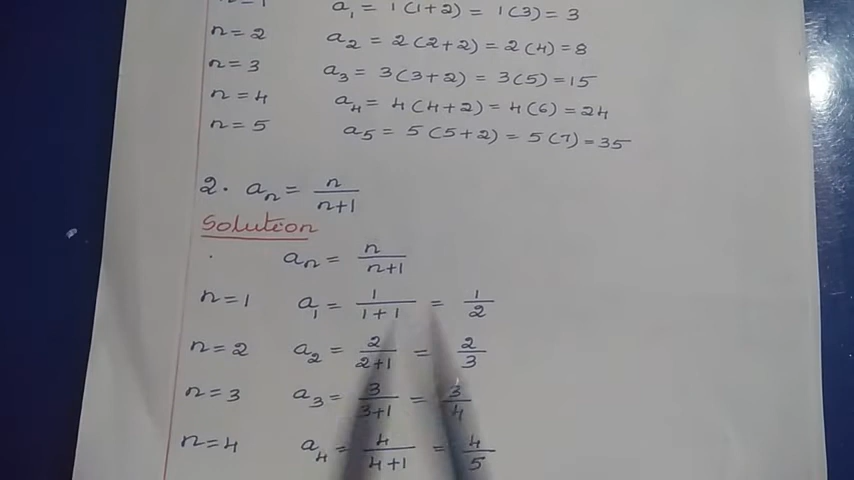 n=1 a₁ = 1(1+2) = 1(3) = 3
n=2 a₂ = 2(2+2) = 2(4) = 8
n=3 a₃ = 3(3+2) = 3(5) = 15
n=4 a₄ = 4(4+2) = 4(6) = 24
n=5 a₅ = 5(5+2) = 5(7) = 35
2. aₙ = n/n+1
Solution
aₙ = n/n+1
n=1 a₁ = 1/1+1 = 1/2
n=2 a₂ = 2/2+1 = 2/3
n=3 a₃ = 3/3+1 = 3/4
n=4 a₄ = 4/4+1 = 4/5